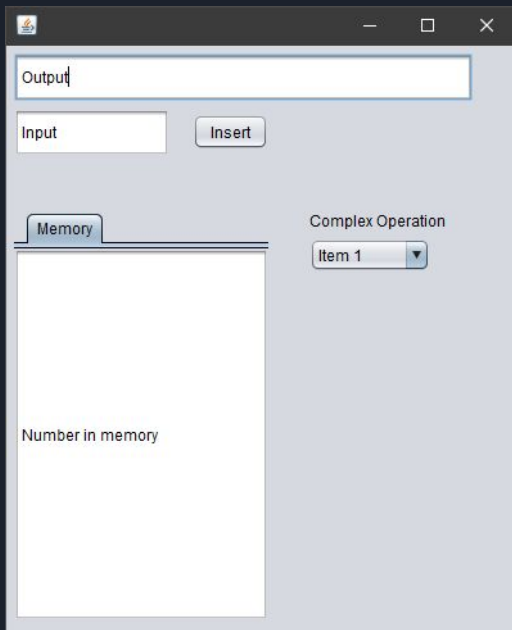 Output
Input
Insert
Memory
Complex Operation
Item 1
Number in memory